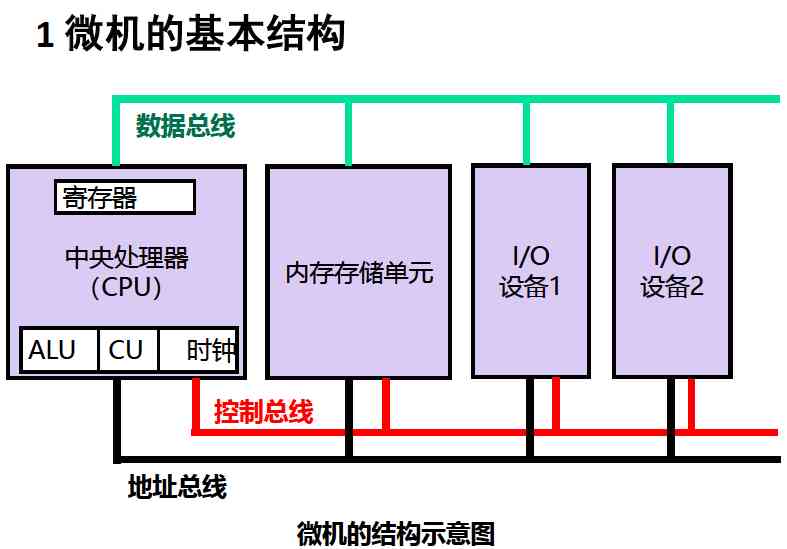 1 微机的基本结构
数据总线
寄存器
中央处理器
（CPU）
ALU
CU
时钟
内存存储单元
I/O
设备1
I/O
设备2
控制总线
地址总线
微机的结构示意图